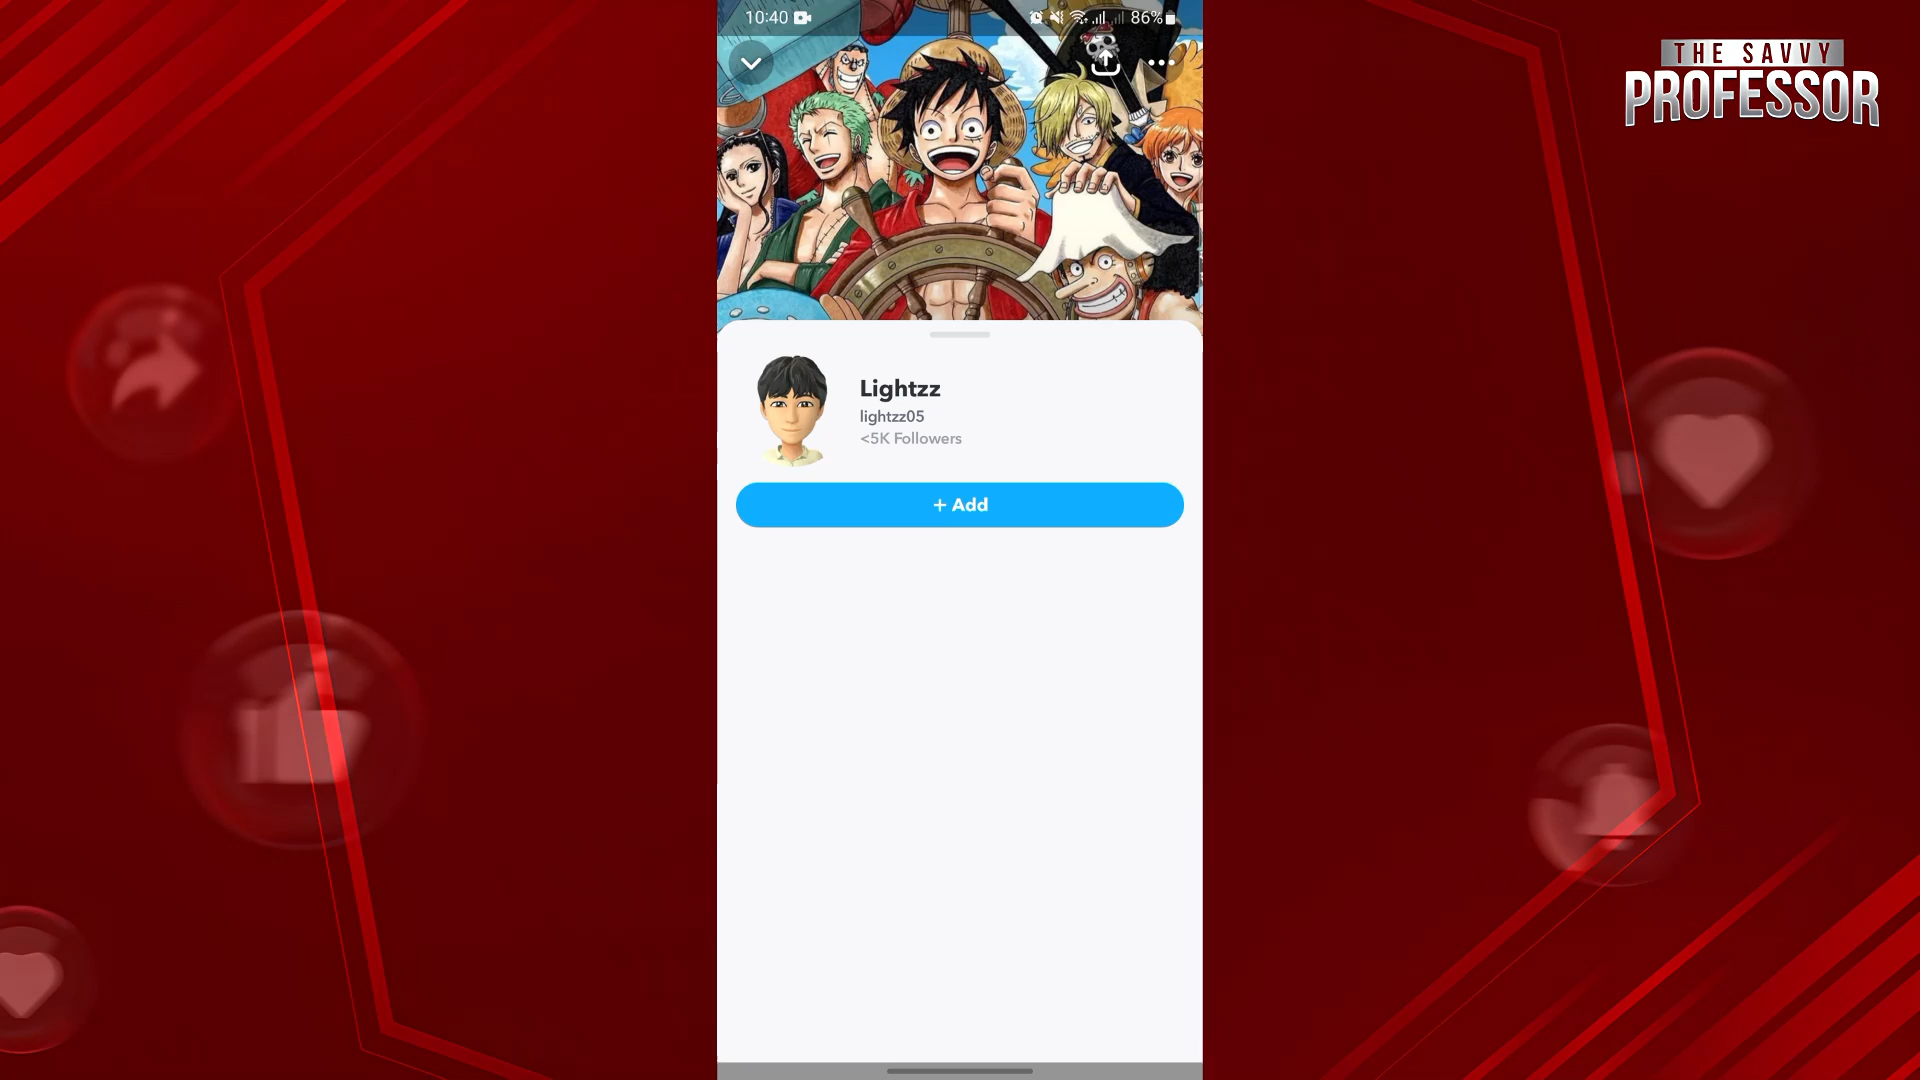 10:40
86%
THE SAVVY
PROFESSOR
Lightzz
lightzz05
<5K Followers
+ Add